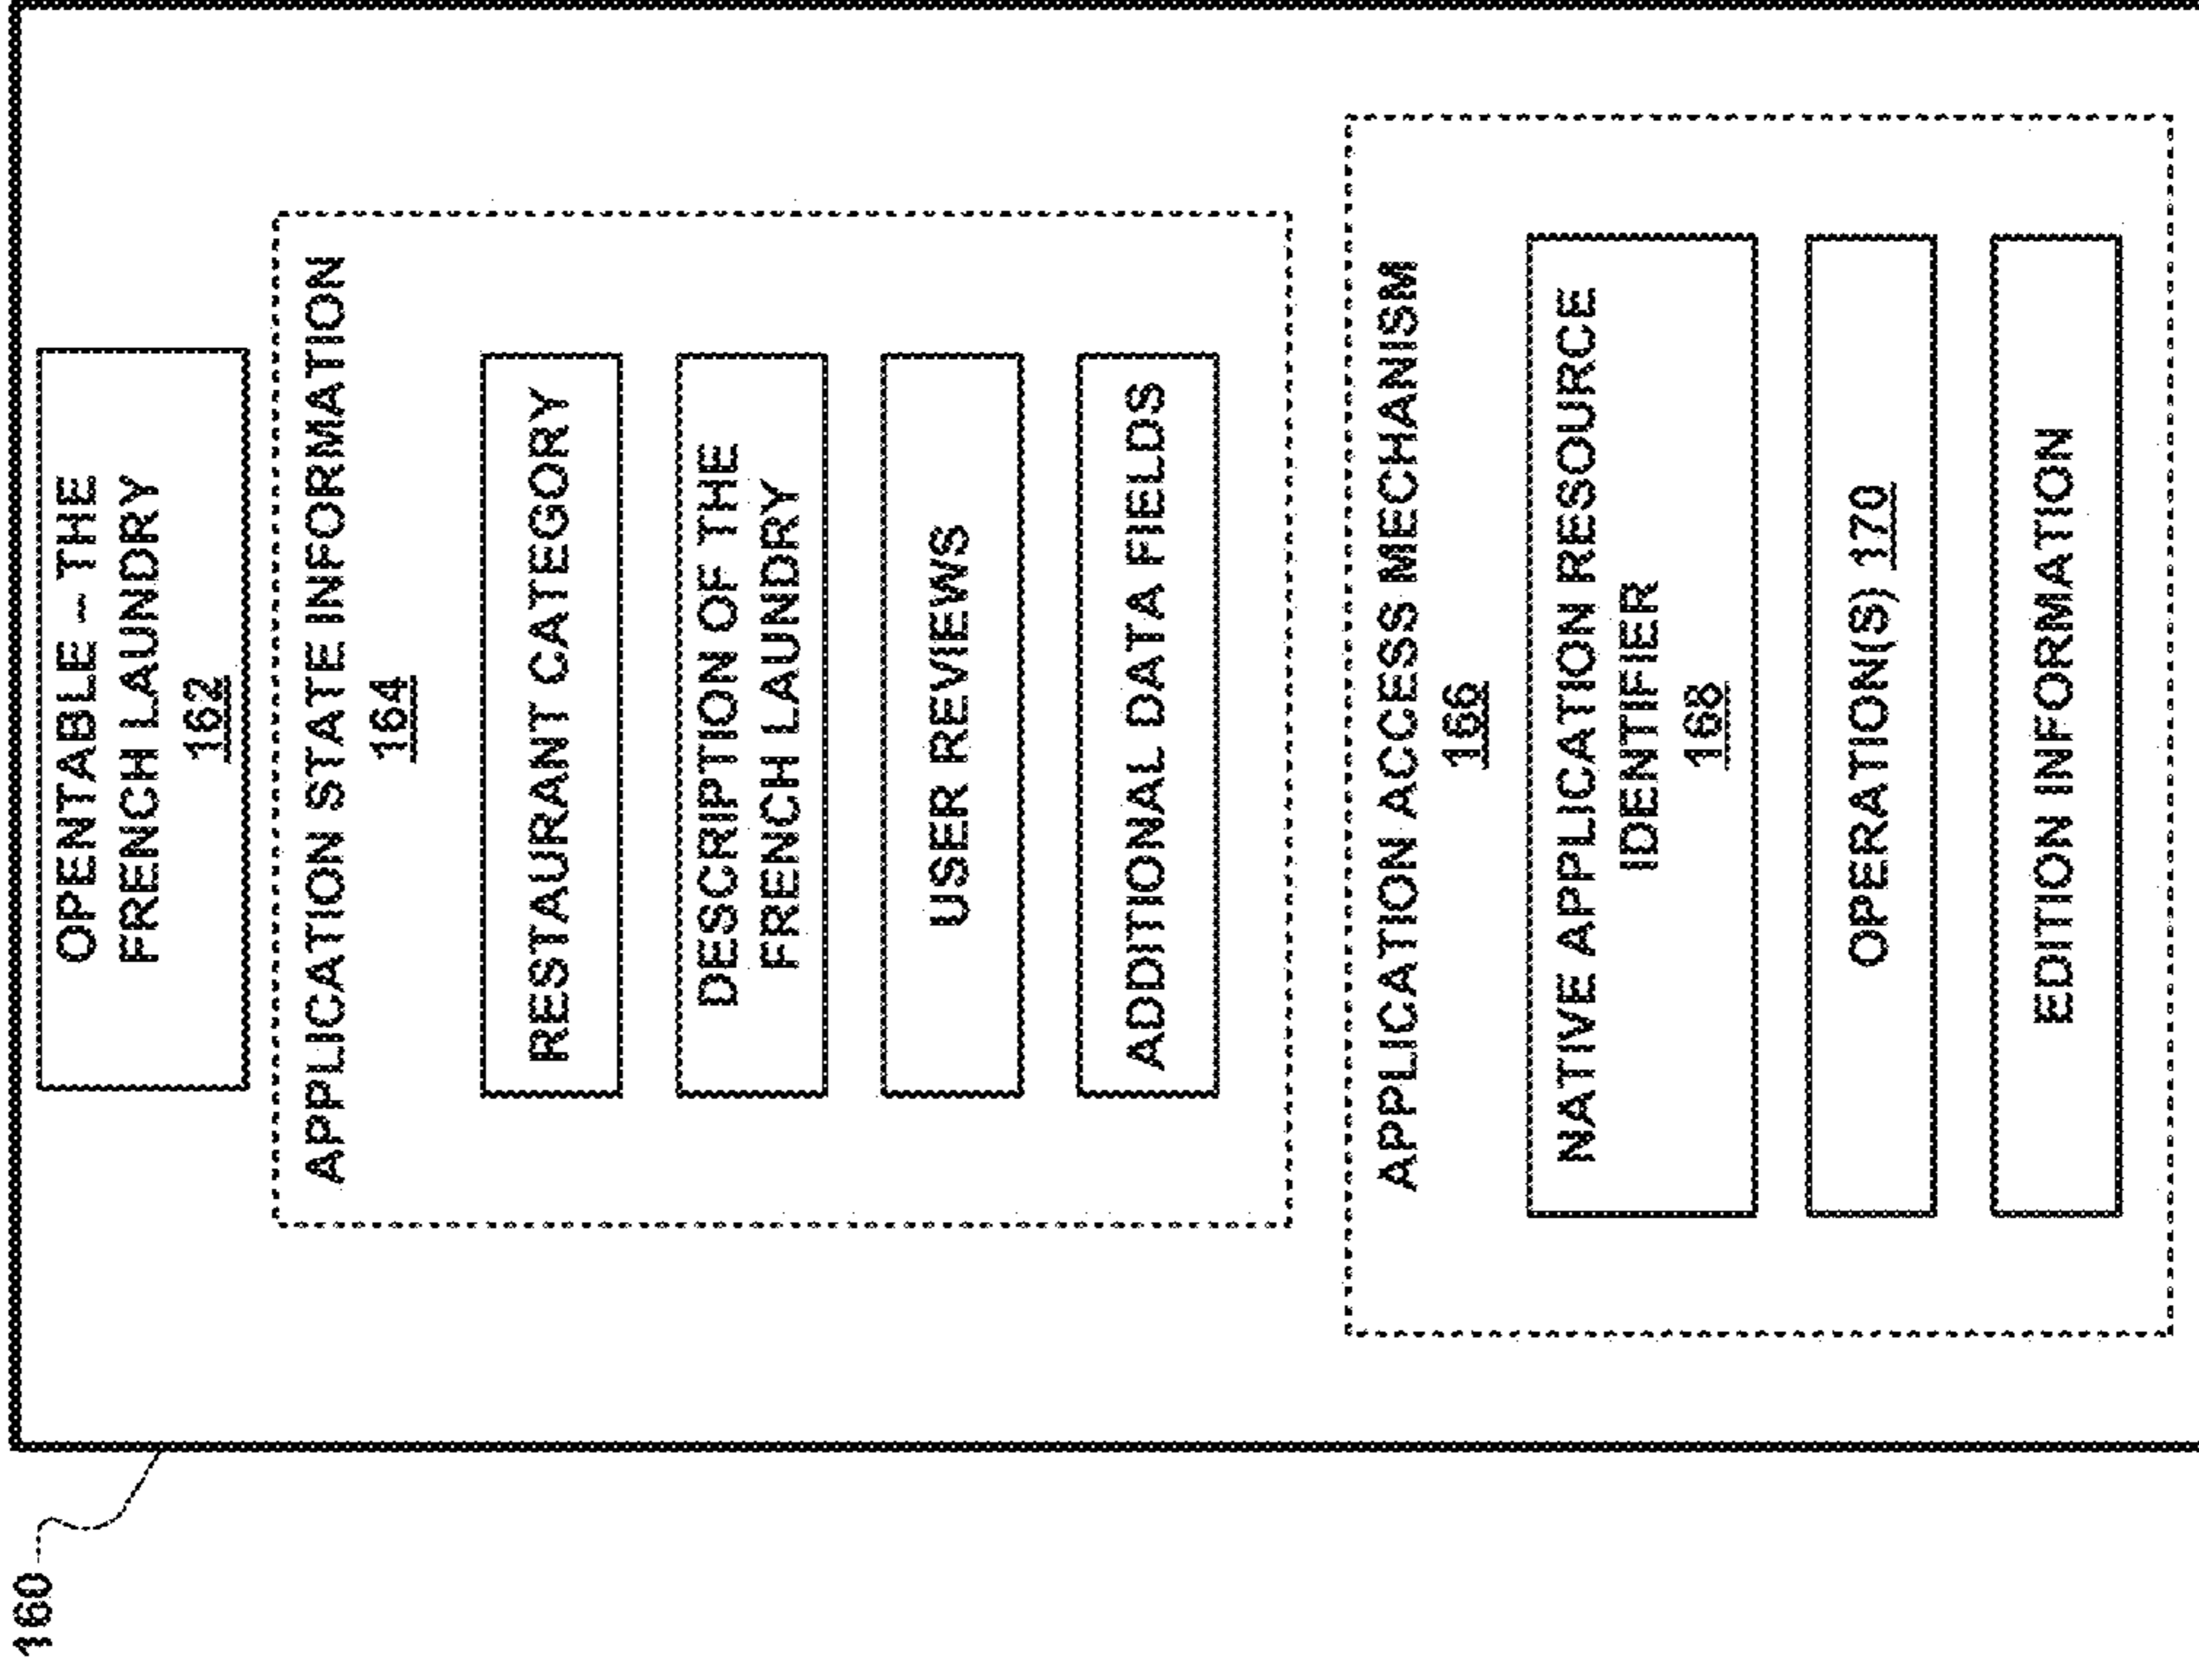 160
OPENTABLE – THE
FRENCH LAUNDRY
162
APPLICATION STATE INFORMATION
164
RESTAURANT CATEGORY
DESCRIPTION OF THE
FRENCH LAUNDRY
USER REVIEWS
ADDITIONAL DATA FIELDS
APPLICATION ACCESS MECHANISM
166
NATIVE APPLICATION RESOURCE
IDENTIFIER
168
OPERATION(S) 170
EDITION INFORMATION